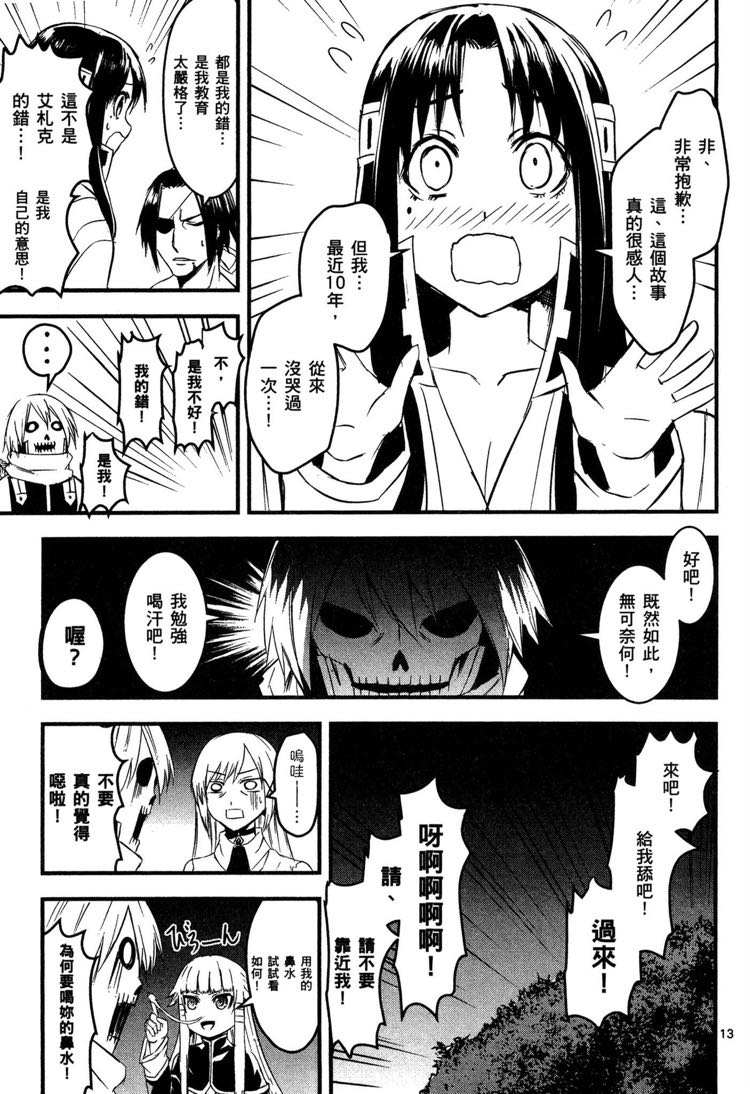 非、
非常抱歉…
這、這個故事
真的很感人…
但我…
最近10年，
從來
沒哭過
一次…！
都是我的錯…
是我教育
太嚴格了…
這不是
艾札克
的錯…！
是我
自己的意思！
不，
是我不好！
我的錯！
是我！
…
好吧！
既然如此，
無可奈何！
我勉強
喝汗吧！
喔？
來吧！
給我舔吧！
過來！
呀啊啊啊啊！
請、
請不要
靠近我！
嗚哇——…
不要
真的覺得
噁啦！
用我的
鼻水
試試看
如何！
びろーん
為何要喝妳的鼻水！
13